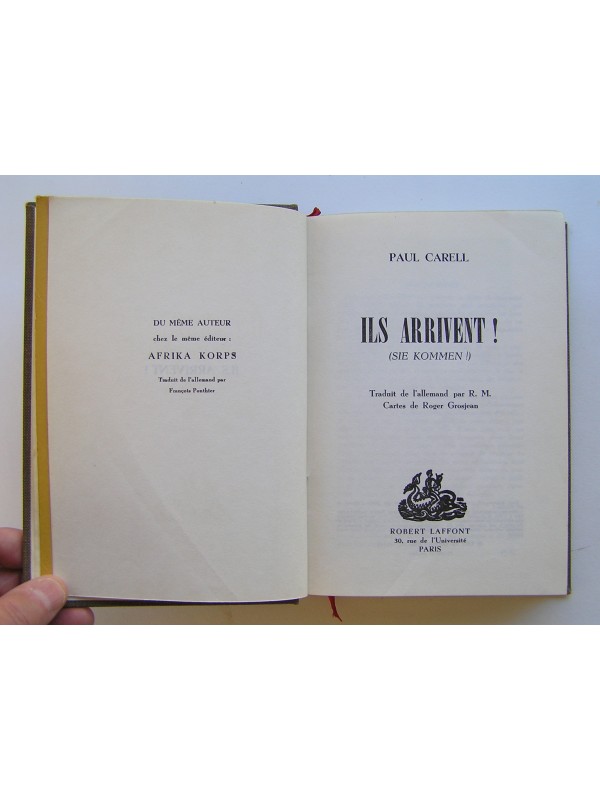 DU MÊME AUTEUR
chez le même éditeur :
AFRIKA KORPS
Traduit de l'allemand par
François Ponthier
PAUL CARELL
ILS ARRIVENT !
(SIE KOMMEN !)
Traduit de l'allemand par R. M.
Cartes de Roger Grosjean
ROBERT LAFFONT
30, rue de l'Université
PARIS